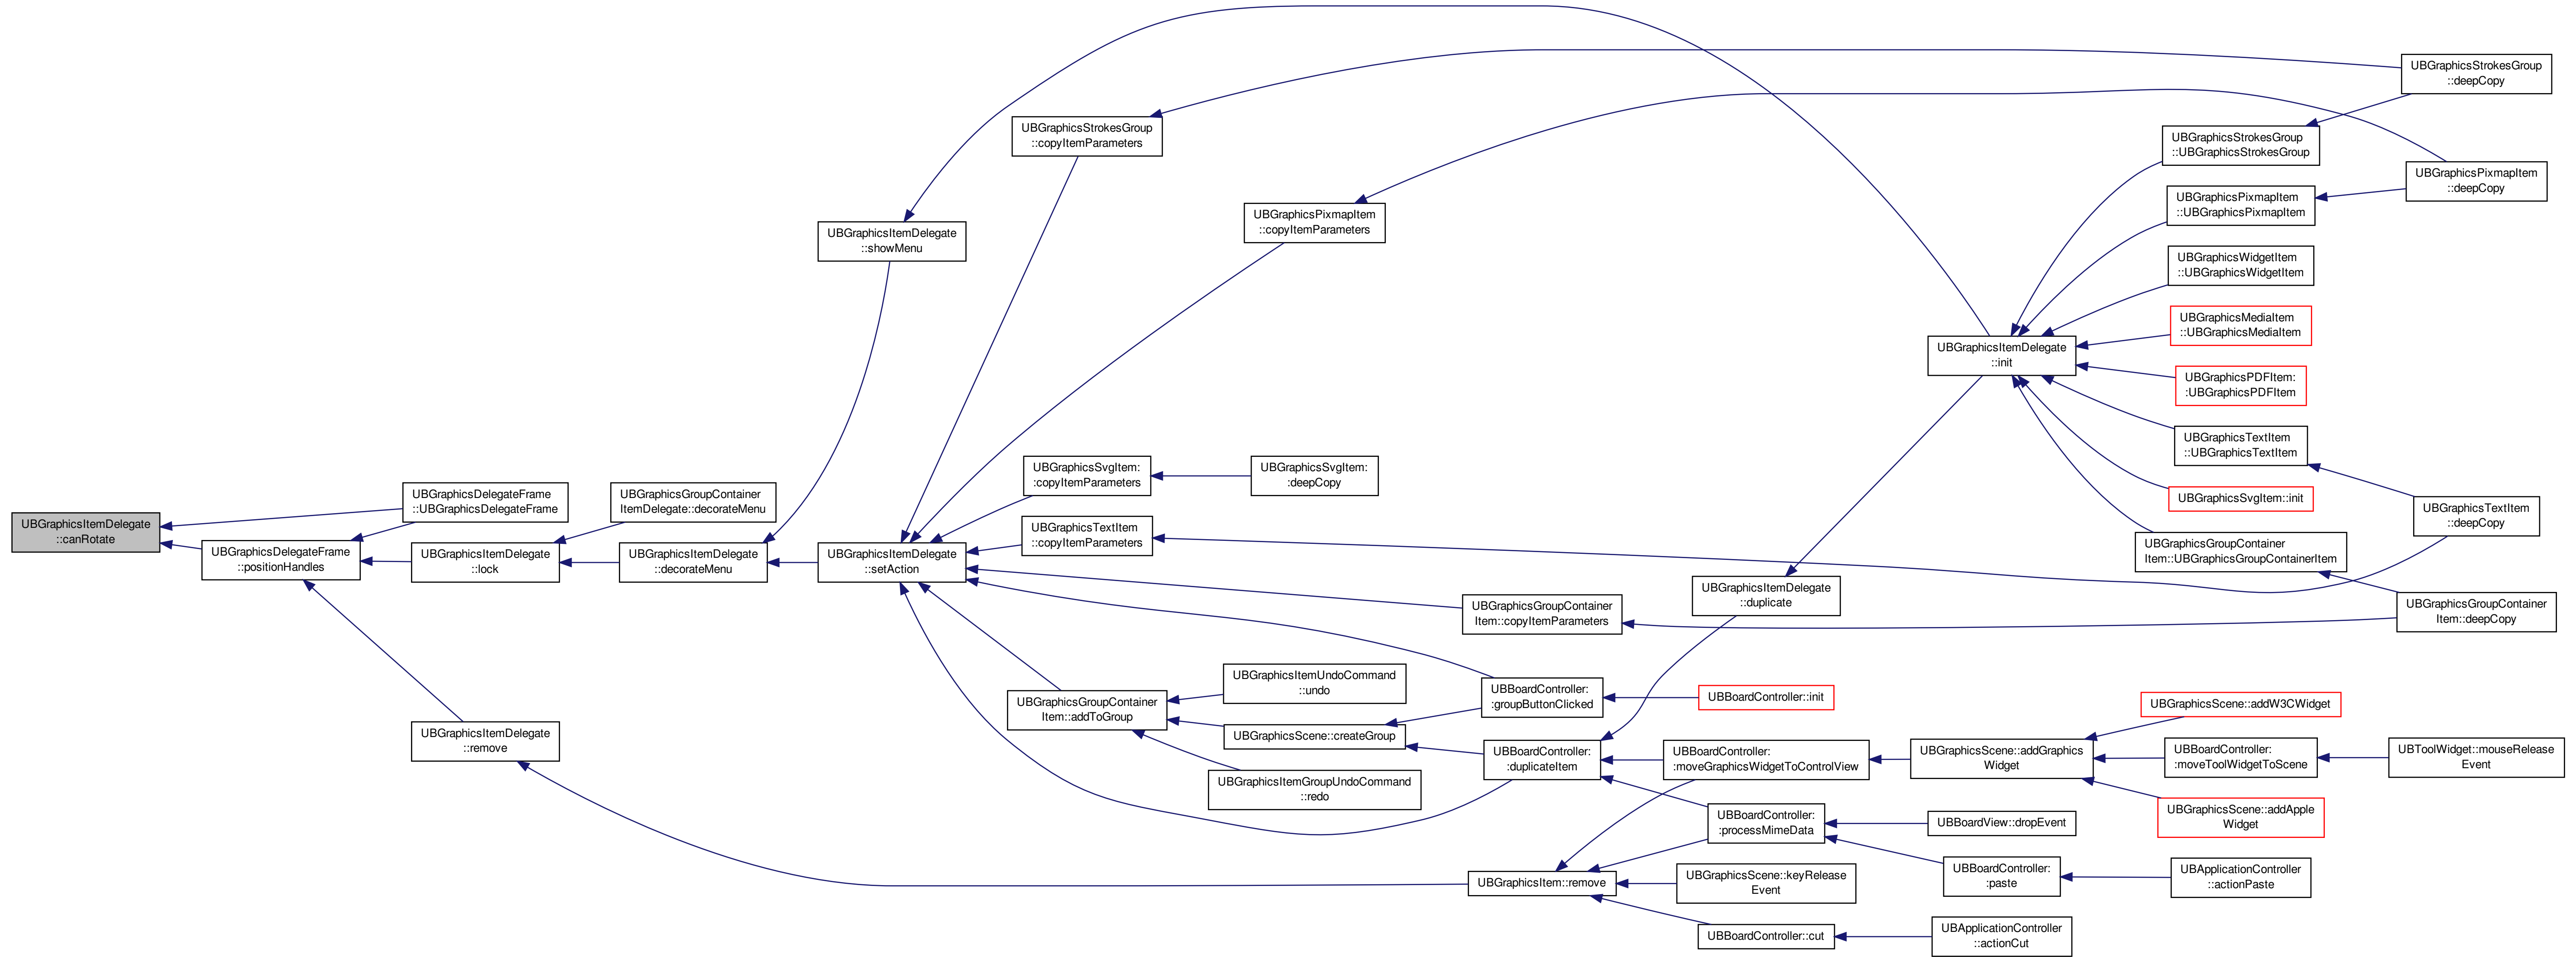 UBGraphicsItemDelegate
::canRotate
UBGraphicsDelegateFrame
::UBGraphicsDelegateFrame
UBGraphicsDelegateFrame
::positionHandles
UBGraphicsGroupContainer
ItemDelegate::decorateMenu
UBGraphicsItemDelegate
::lock
UBGraphicsItemDelegate
::remove
UBGraphicsItemDelegate
::decorateMenu
UBGraphicsItemDelegate
::showMenu
UBGraphicsItemDelegate
::setAction
UBGraphicsStrokesGroup
::copyItemParameters
UBGraphicsPixmapItem
::copyItemParameters
UBGraphicsSvgItem:
:copyItemParameters
UBGraphicsSvgItem:
:deepCopy
UBGraphicsTextItem
::copyItemParameters
UBGraphicsGroupContainer
Item::copyItemParameters
UBGraphicsGroupContainer
Item::addToGroup
UBGraphicsItemUndoCommand
::undo
UBGraphicsScene::createGroup
UBGraphicsItemGroupUndoCommand
::redo
UBBoardController:
:groupButtonClicked
UBBoardController::init
UBBoardController:
:duplicateItem
UBGraphicsItem::remove
UBGraphicsItemDelegate
::duplicate
UBBoardController:
:moveGraphicsWidgetToControlView
UBBoardController:
:processMimeData
UBGraphicsScene::keyRelease
Event
UBBoardController::cut
UBGraphicsItemDelegate
::init
UBGraphicsScene::addGraphics
Widget
UBBoardView::dropEvent
UBBoardController:
:paste
UBApplicationController
::actionCut
UBGraphicsStrokesGroup
::UBGraphicsStrokesGroup
UBGraphicsPixmapItem
::UBGraphicsPixmapItem
UBGraphicsWidgetItem
::UBGraphicsWidgetItem
UBGraphicsMediaItem
::UBGraphicsMediaItem
UBGraphicsPDFItem:
:UBGraphicsPDFItem
UBGraphicsTextItem
::UBGraphicsTextItem
UBGraphicsSvgItem::init
UBGraphicsGroupContainer
Item::UBGraphicsGroupContainerItem
UBGraphicsScene::addW3CWidget
UBBoardController:
:moveToolWidgetToScene
UBGraphicsScene::addApple
Widget
UBApplicationController
::actionPaste
UBGraphicsStrokesGroup
::deepCopy
UBGraphicsPixmapItem
::deepCopy
UBGraphicsTextItem
::deepCopy
UBGraphicsGroupContainer
Item::deepCopy
UBToolWidget::mouseRelease
Event